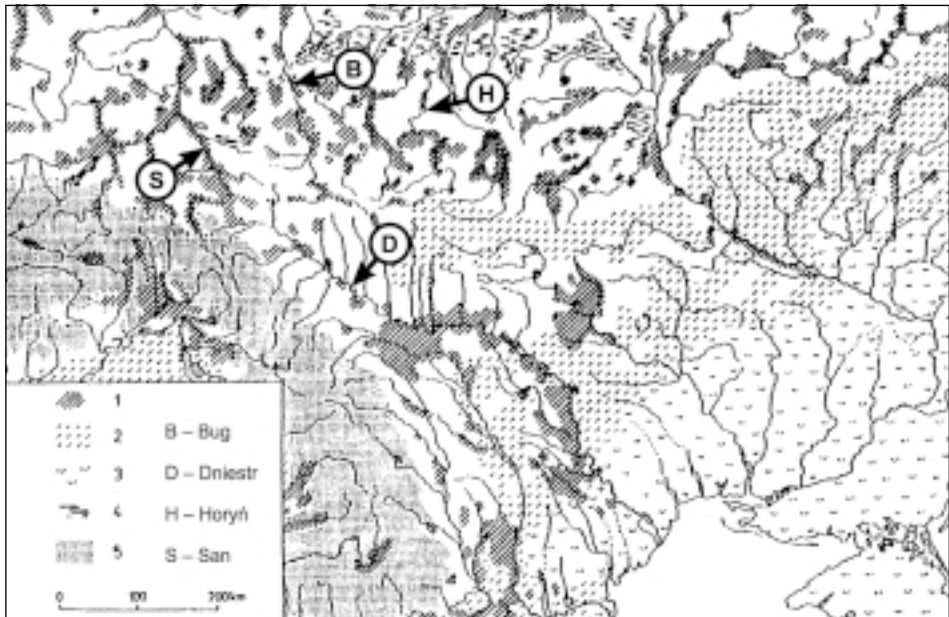 B
H
S
D
1
2 B – Bug
3 D – Dniestr
4 H – Horyń
5 S – San
0 100 200km